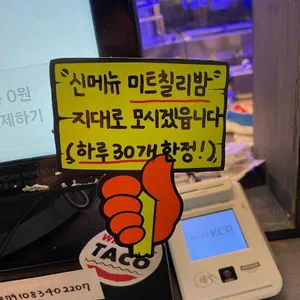 0원
제하기
"신메뉴 미트칠리밤"
지대로 모시겠읍니다
(하루 30개 한정!)
TACO
KCP
1083402207